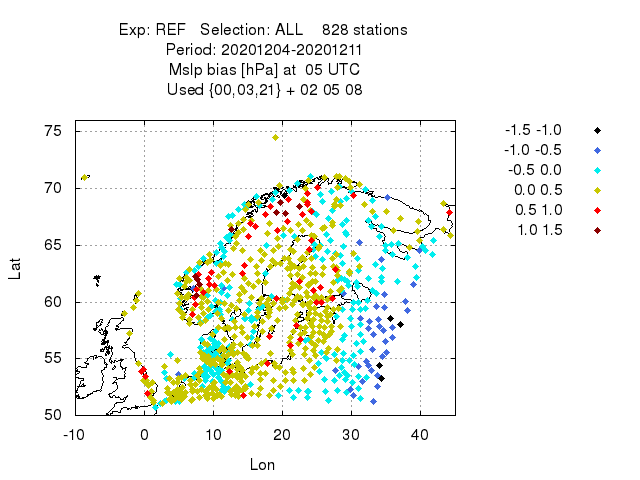 Exp: REF   Selection: ALL    828 stations
Period: 20201204-20201211
Mslp bias [hPa] at  05 UTC
Used {00,03,21} + 02 05 08
-1.5 -1.0
-1.0 -0.5
-0.5 0.0
0.0 0.5
0.5 1.0
1.0 1.5
75
70
65
60
55
50
Lat
-10 0 10 20 30 40
Lon